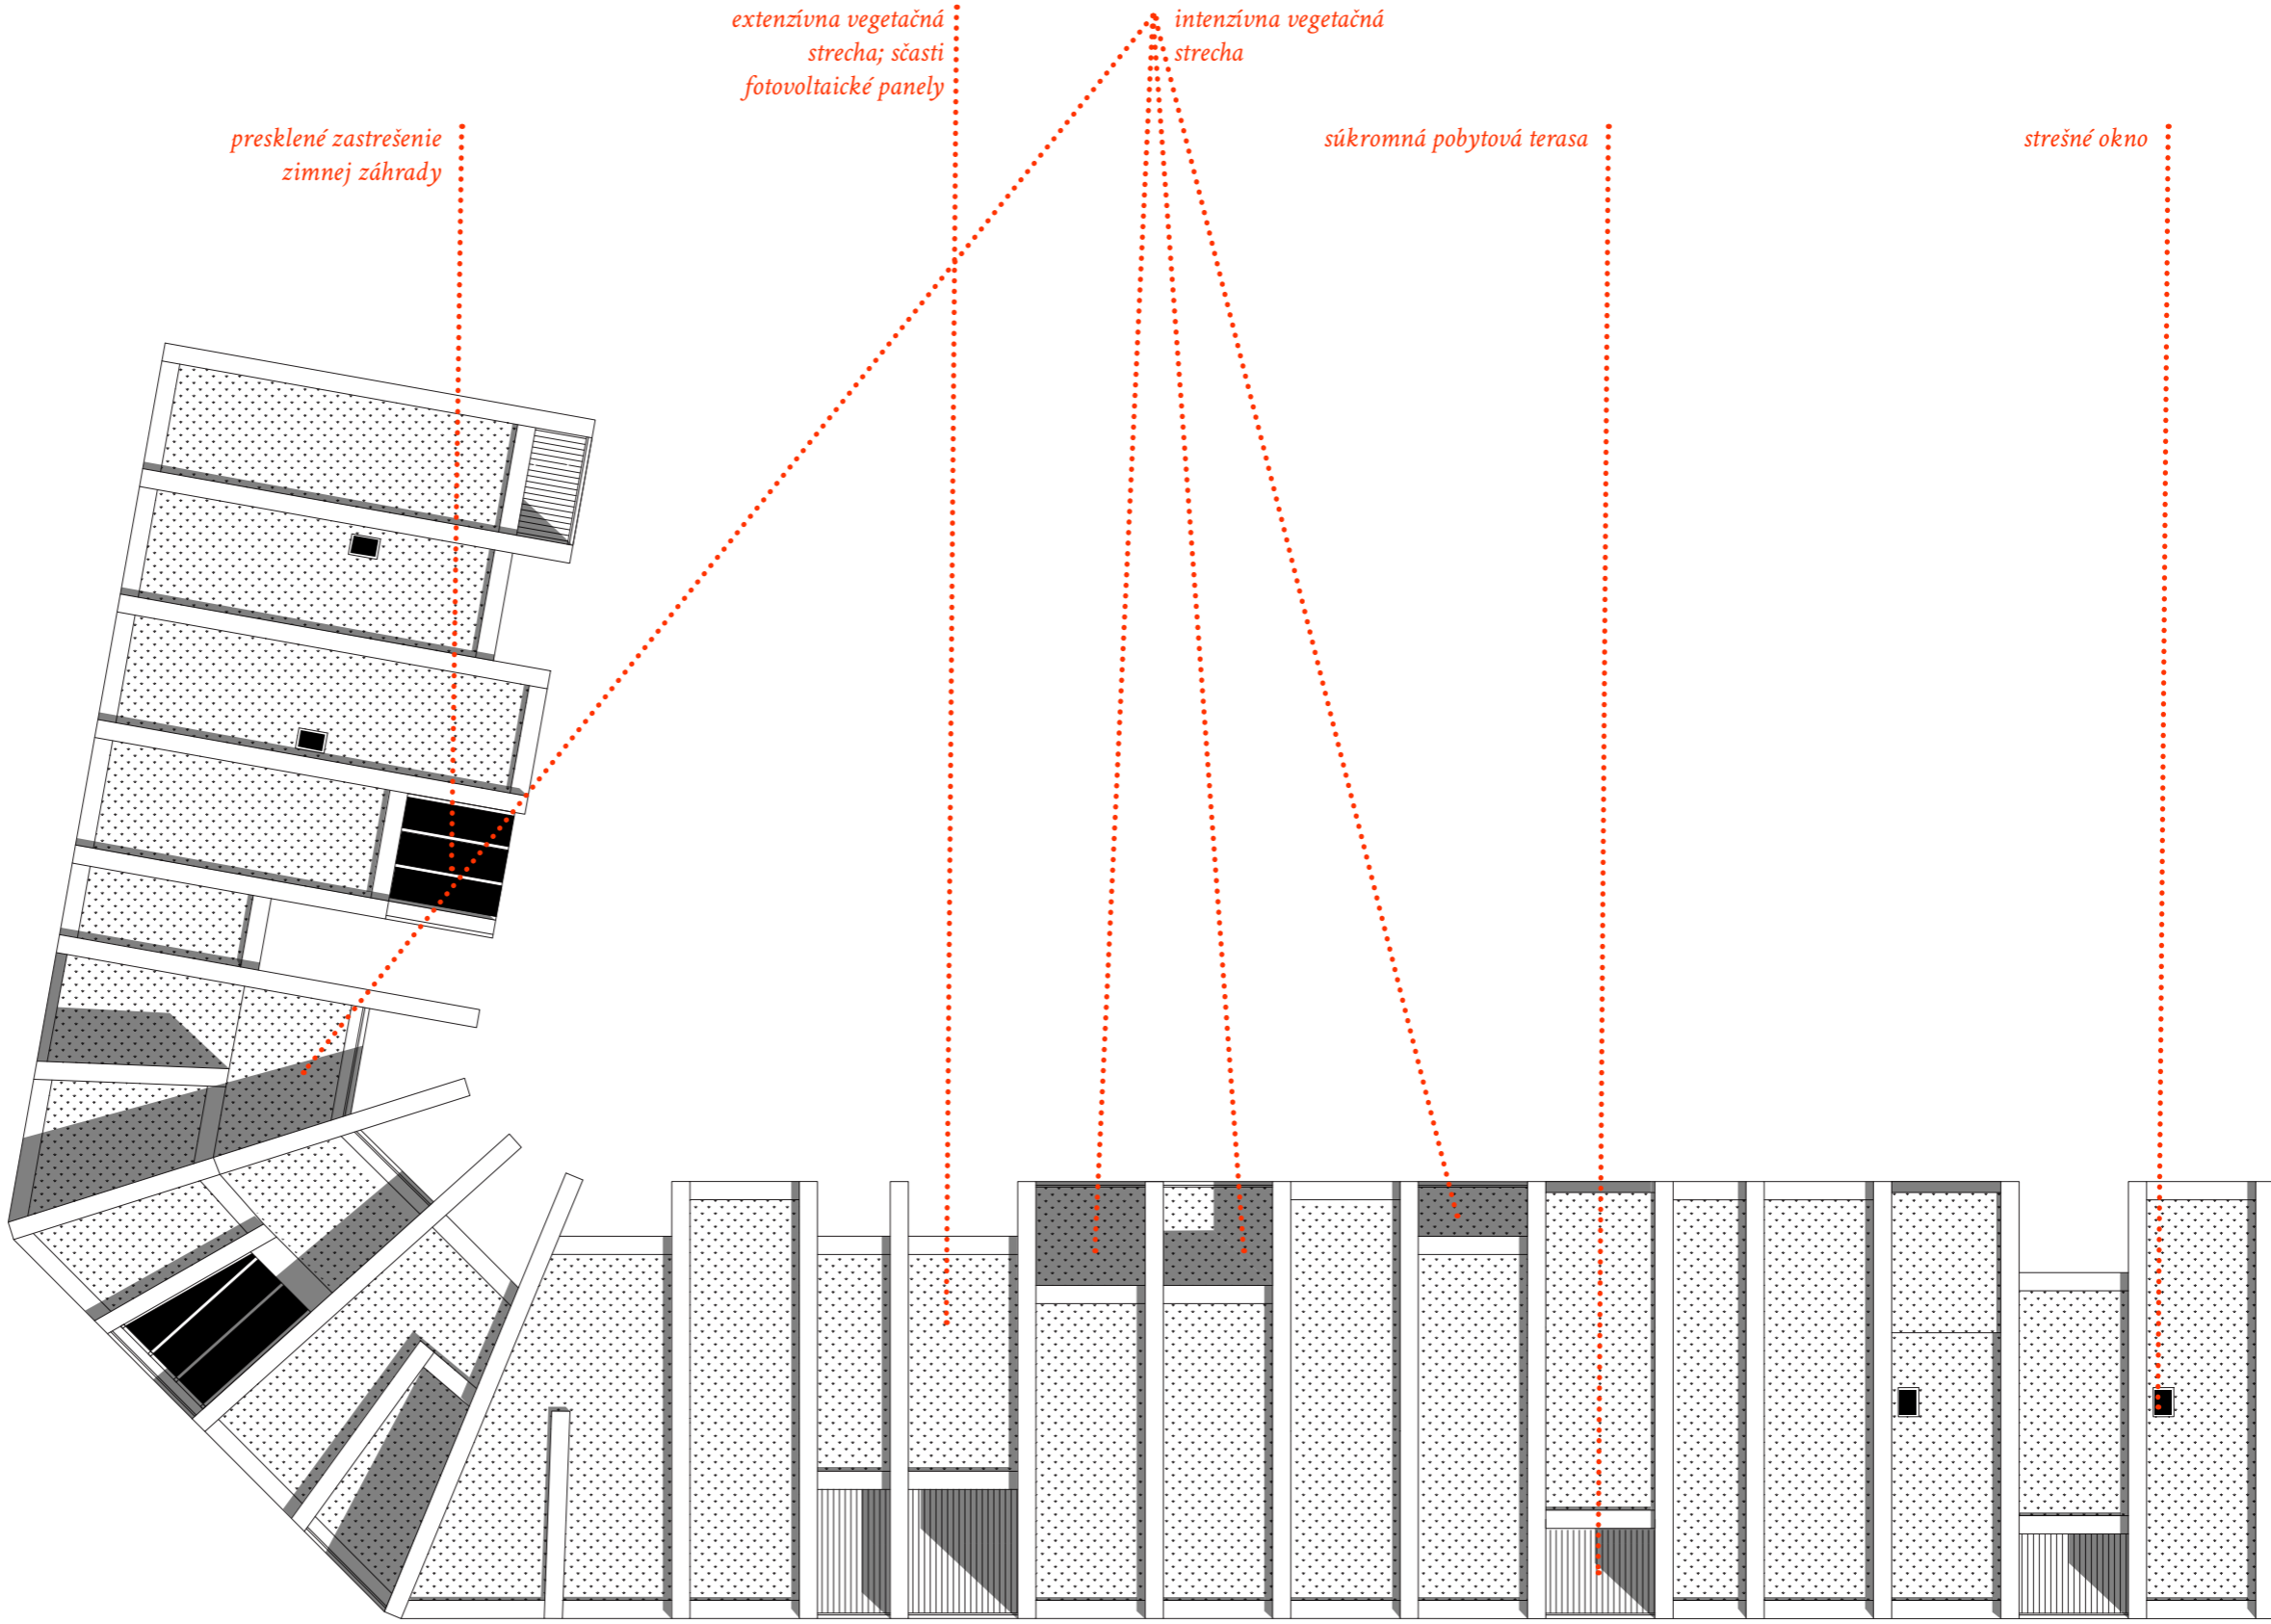 extenzívna vegetačná
strecha; sčasti
fotovoltaické panely
intenzívna vegetačná
strecha
presklené zastrešenie
zimnej záhrady
súkromná pobytová terasa
strešné okno